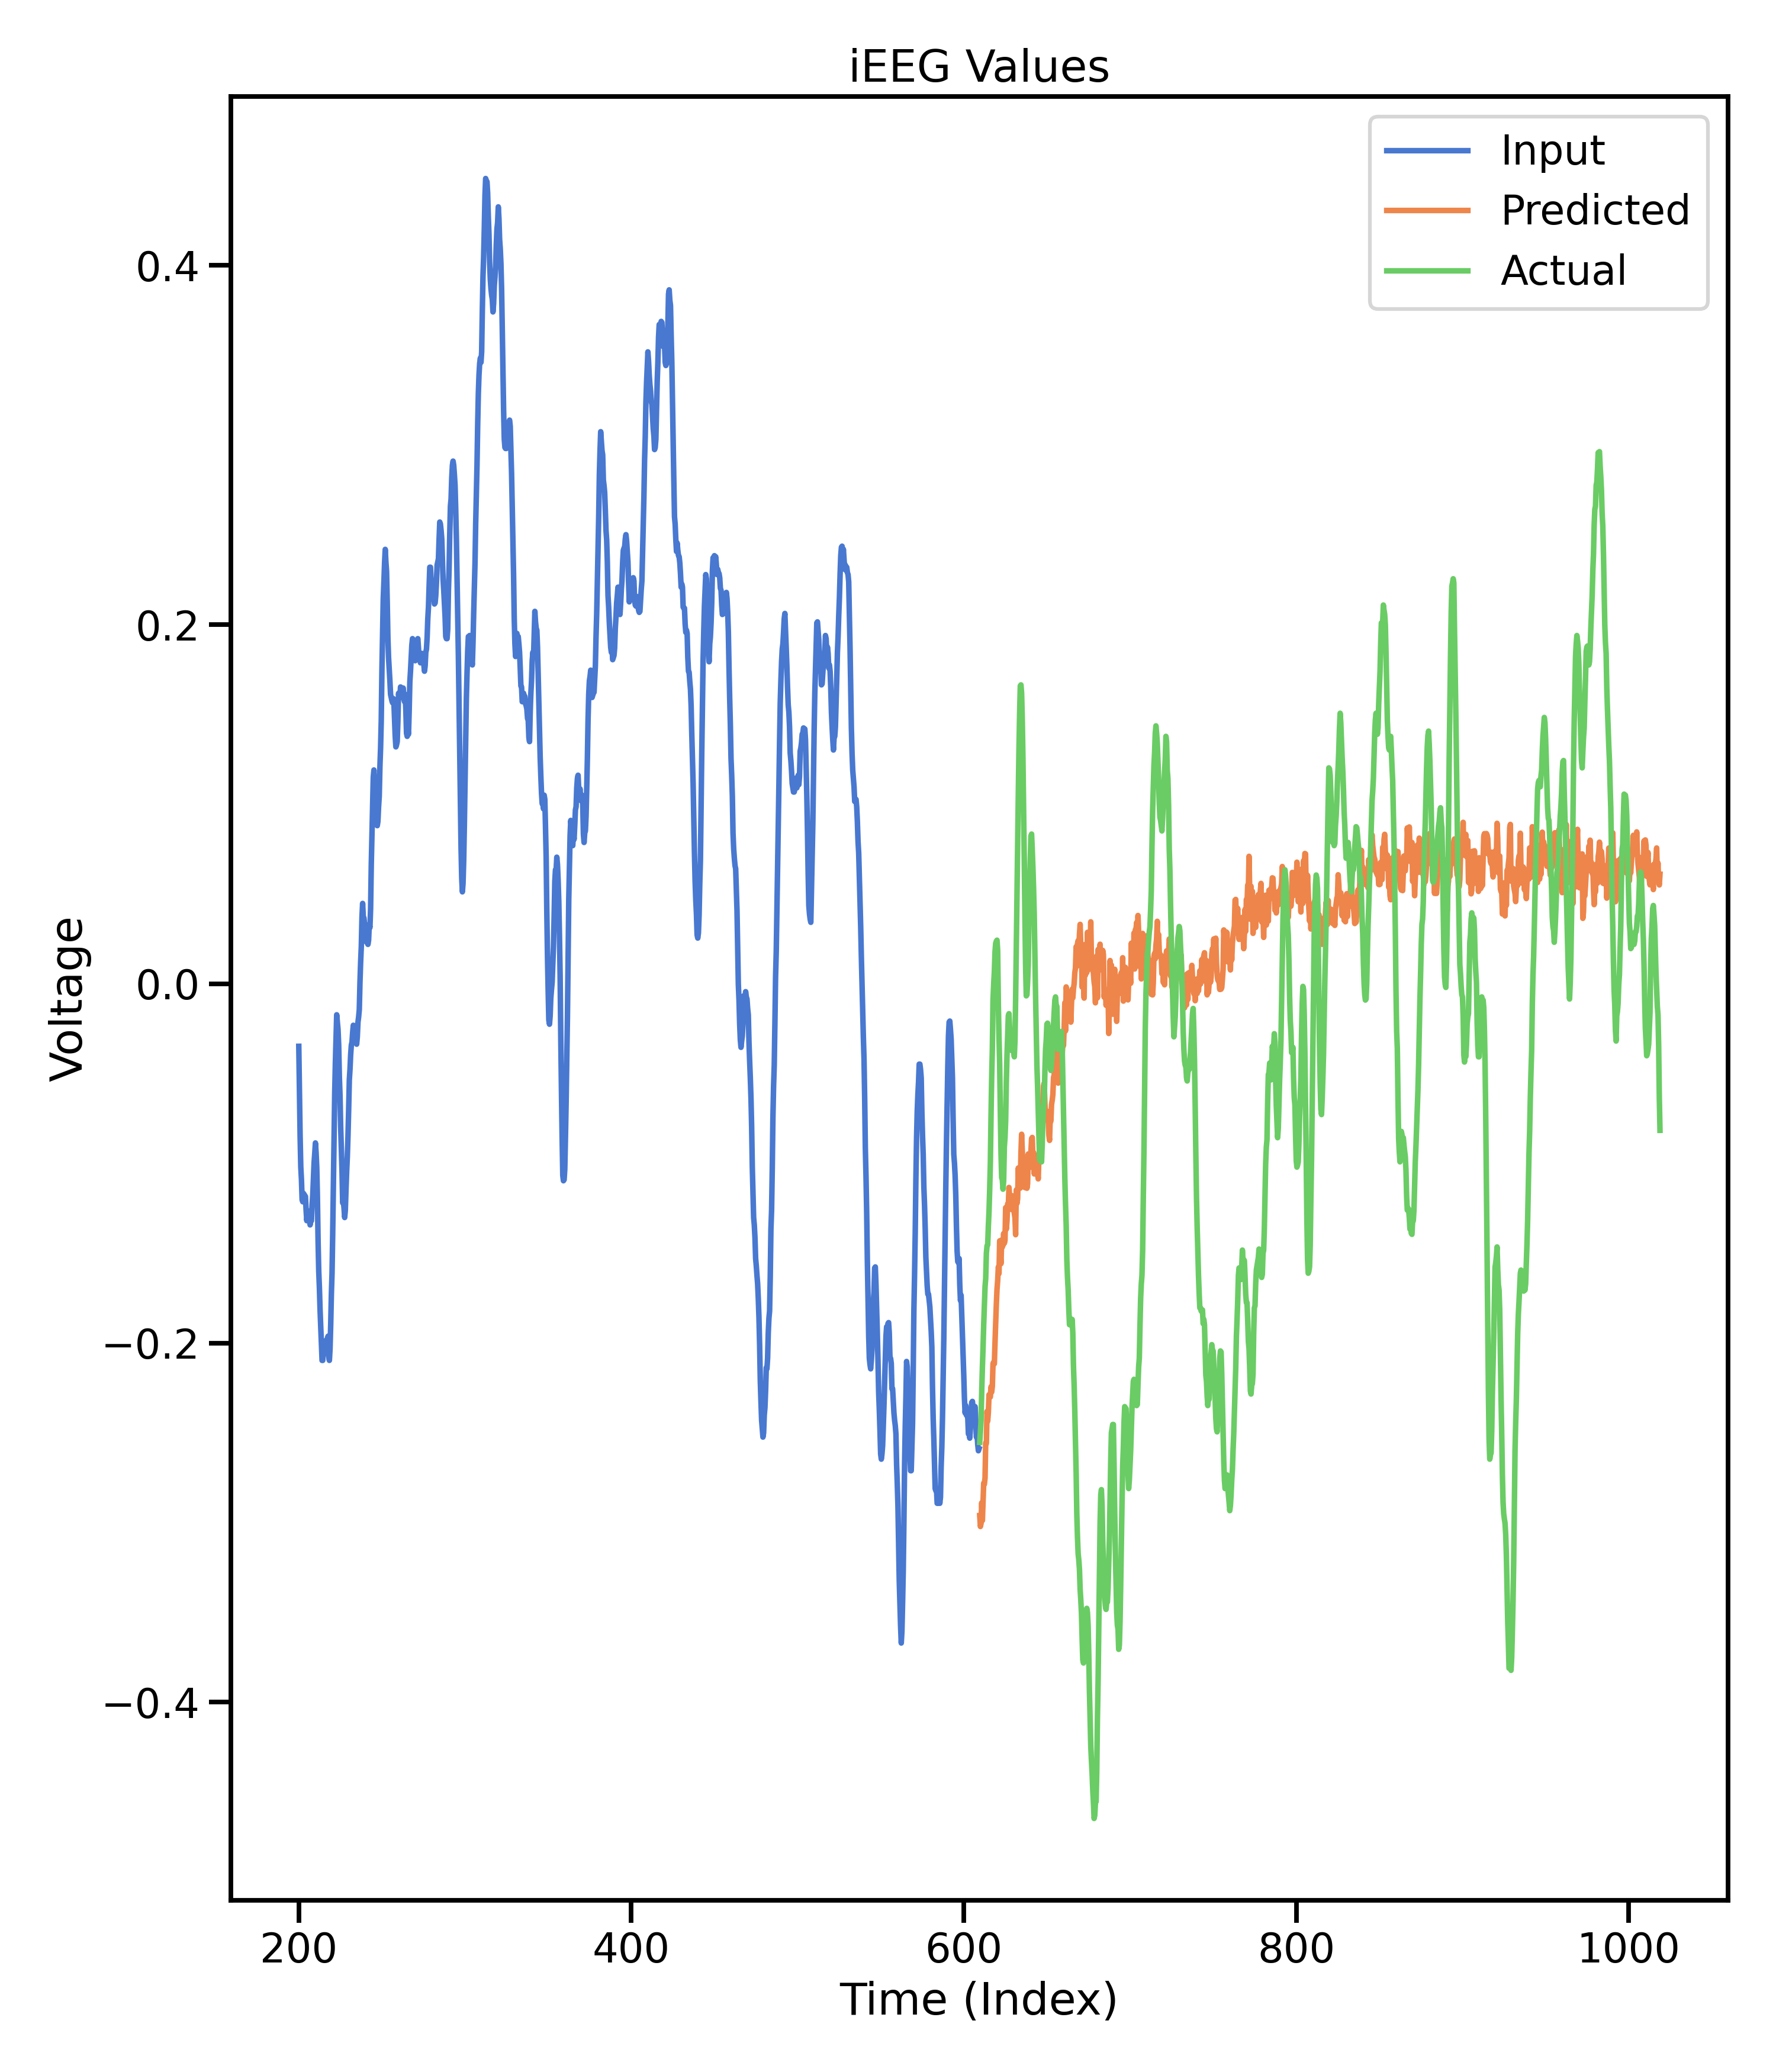 iEEG Values
Input
Predicted
Actual
0.4
0.2
0.0
−0.2
−0.4
Voltage
200 400 600 800 1000
Time (Index)